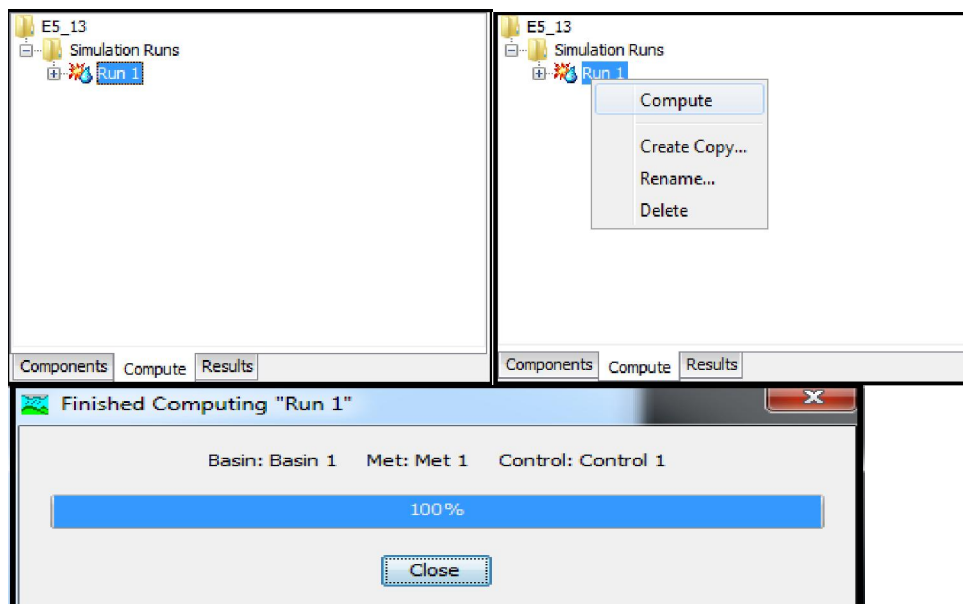 E5_13
Simulation Runs
Run 1
Components Compute Results
E5_13
Simulation Runs
Run 1
Compute
Create Copy...
Rename...
Delete
Components Compute Results
Finished Computing "Run 1"
Basin: Basin 1 Met: Met 1 Control: Control 1
100%
Close